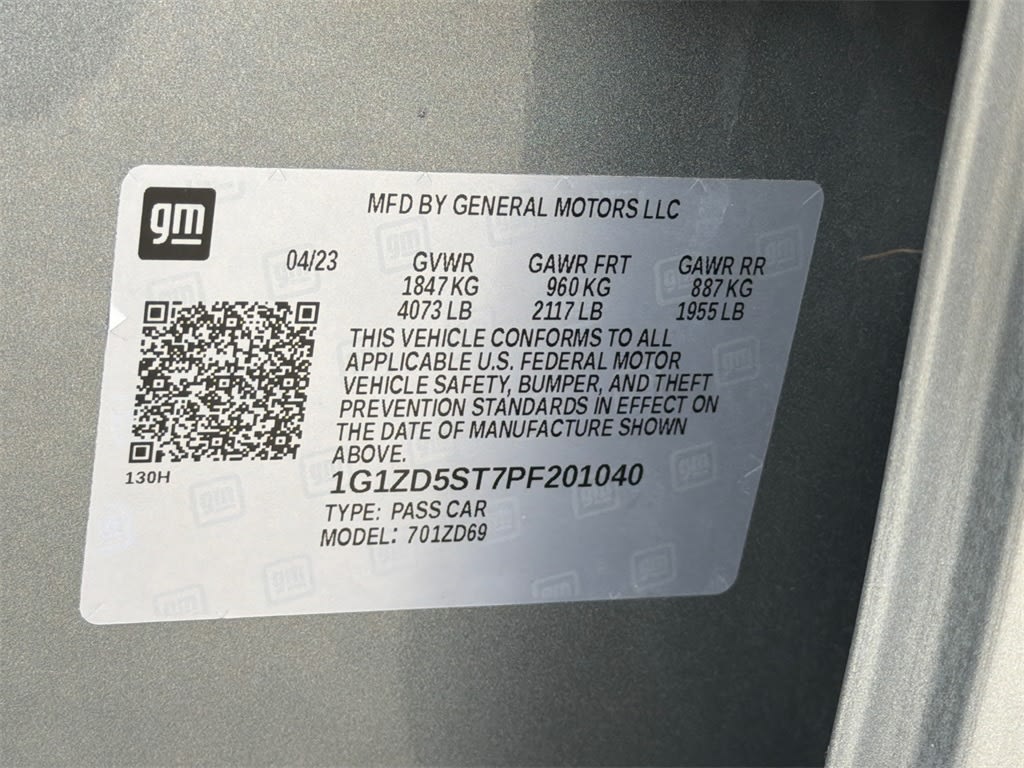 gm
MFD BY GENERAL MOTORS LLC
04/23 GVWR GAWR FRT GAWR RR
1847 KG 960 KG 887 KG
4073 LB 2117 LB 1955 LB
THIS VEHICLE CONFORMS TO ALL
APPLICABLE U.S. FEDERAL MOTOR
VEHICLE SAFETY, BUMPER, AND THEFT
PREVENTION STANDARDS IN EFFECT ON
THE DATE OF MANUFACTURE SHOWN
ABOVE.
130H
1G1ZD5ST7PF201040
TYPE: PASS CAR
MODEL: 701ZD69